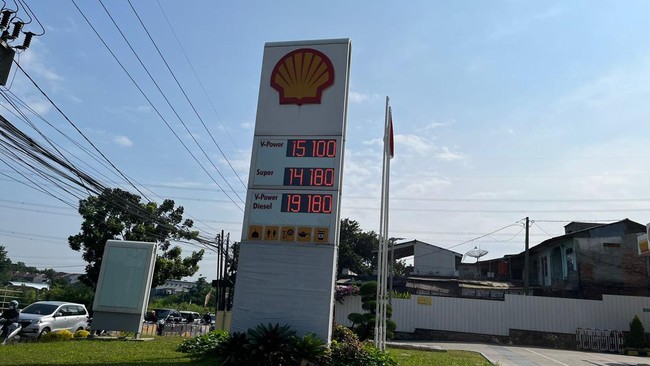 V-Power 15 100
Super 14 180
V-Power
Diesel 19 180